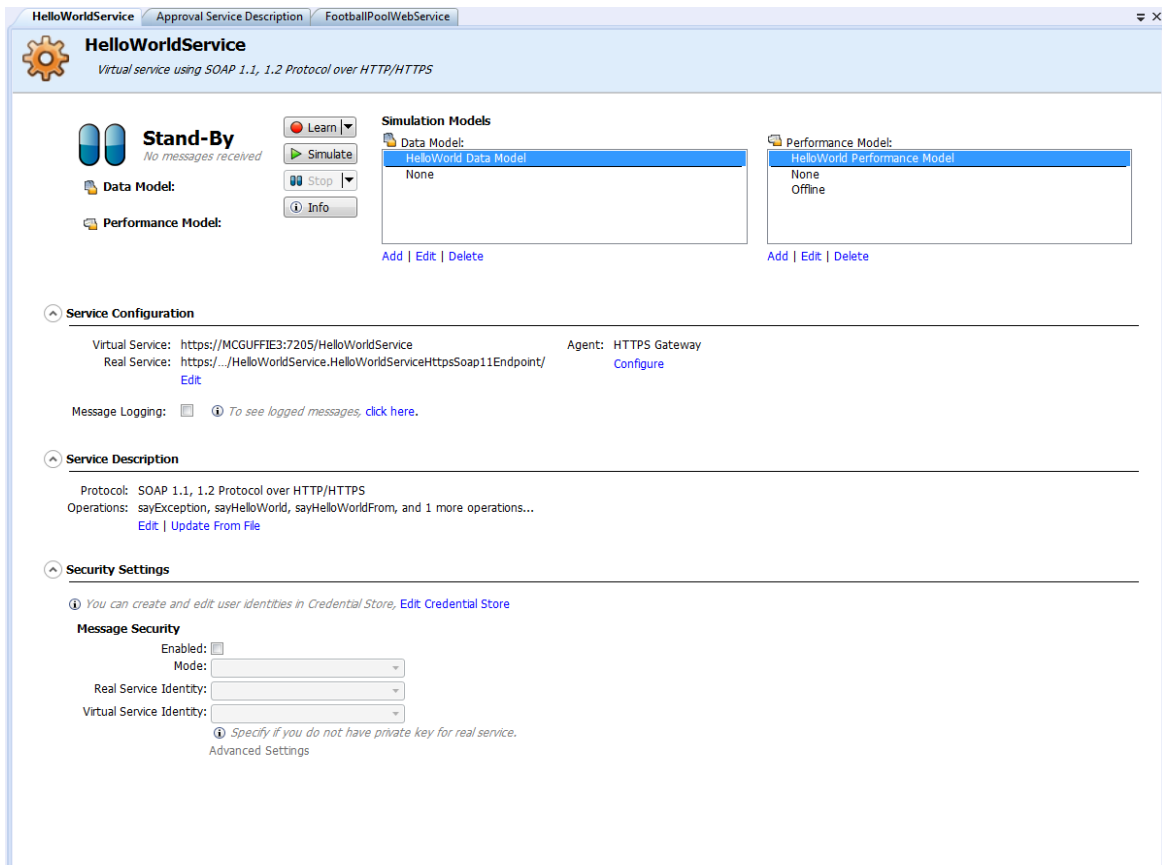 HelloWorldService Approval Service Description FootballPoolWebService
HelloWorldService
Virtual service using SOAP 1.1, 1.2 Protocol over HTTP/HTTPS
Stand-By
No messages received
Data Model:
Performance Model:
Learn
Simulate
Stop
Info
Simulation Models
Data Model:
HelloWorld Data Model
None
Add | Edit | Delete
Performance Model:
HelloWorld Performance Model
None
Offline
Add | Edit | Delete
Service Configuration
Virtual Service: https://MCGUFFIE3:7205/HelloWorldService
Real Service: https:/.../HelloWorldService.HelloWorldServiceHttpsSoap11Endpoint/
Edit
Agent: HTTPS Gateway
Configure
Message Logging: To see logged messages, click here.
Service Description
Protocol: SOAP 1.1, 1.2 Protocol over HTTP/HTTPS
Operations: sayException, sayHelloWorld, sayHelloWorldFrom, and 1 more operations...
Edit | Update From File
Security Settings
You can create and edit user identities in Credential Store, Edit Credential Store
Message Security
Enabled:
Mode:
Real Service Identity:
Virtual Service Identity:
Specify if you do not have private key for real service.
Advanced Settings